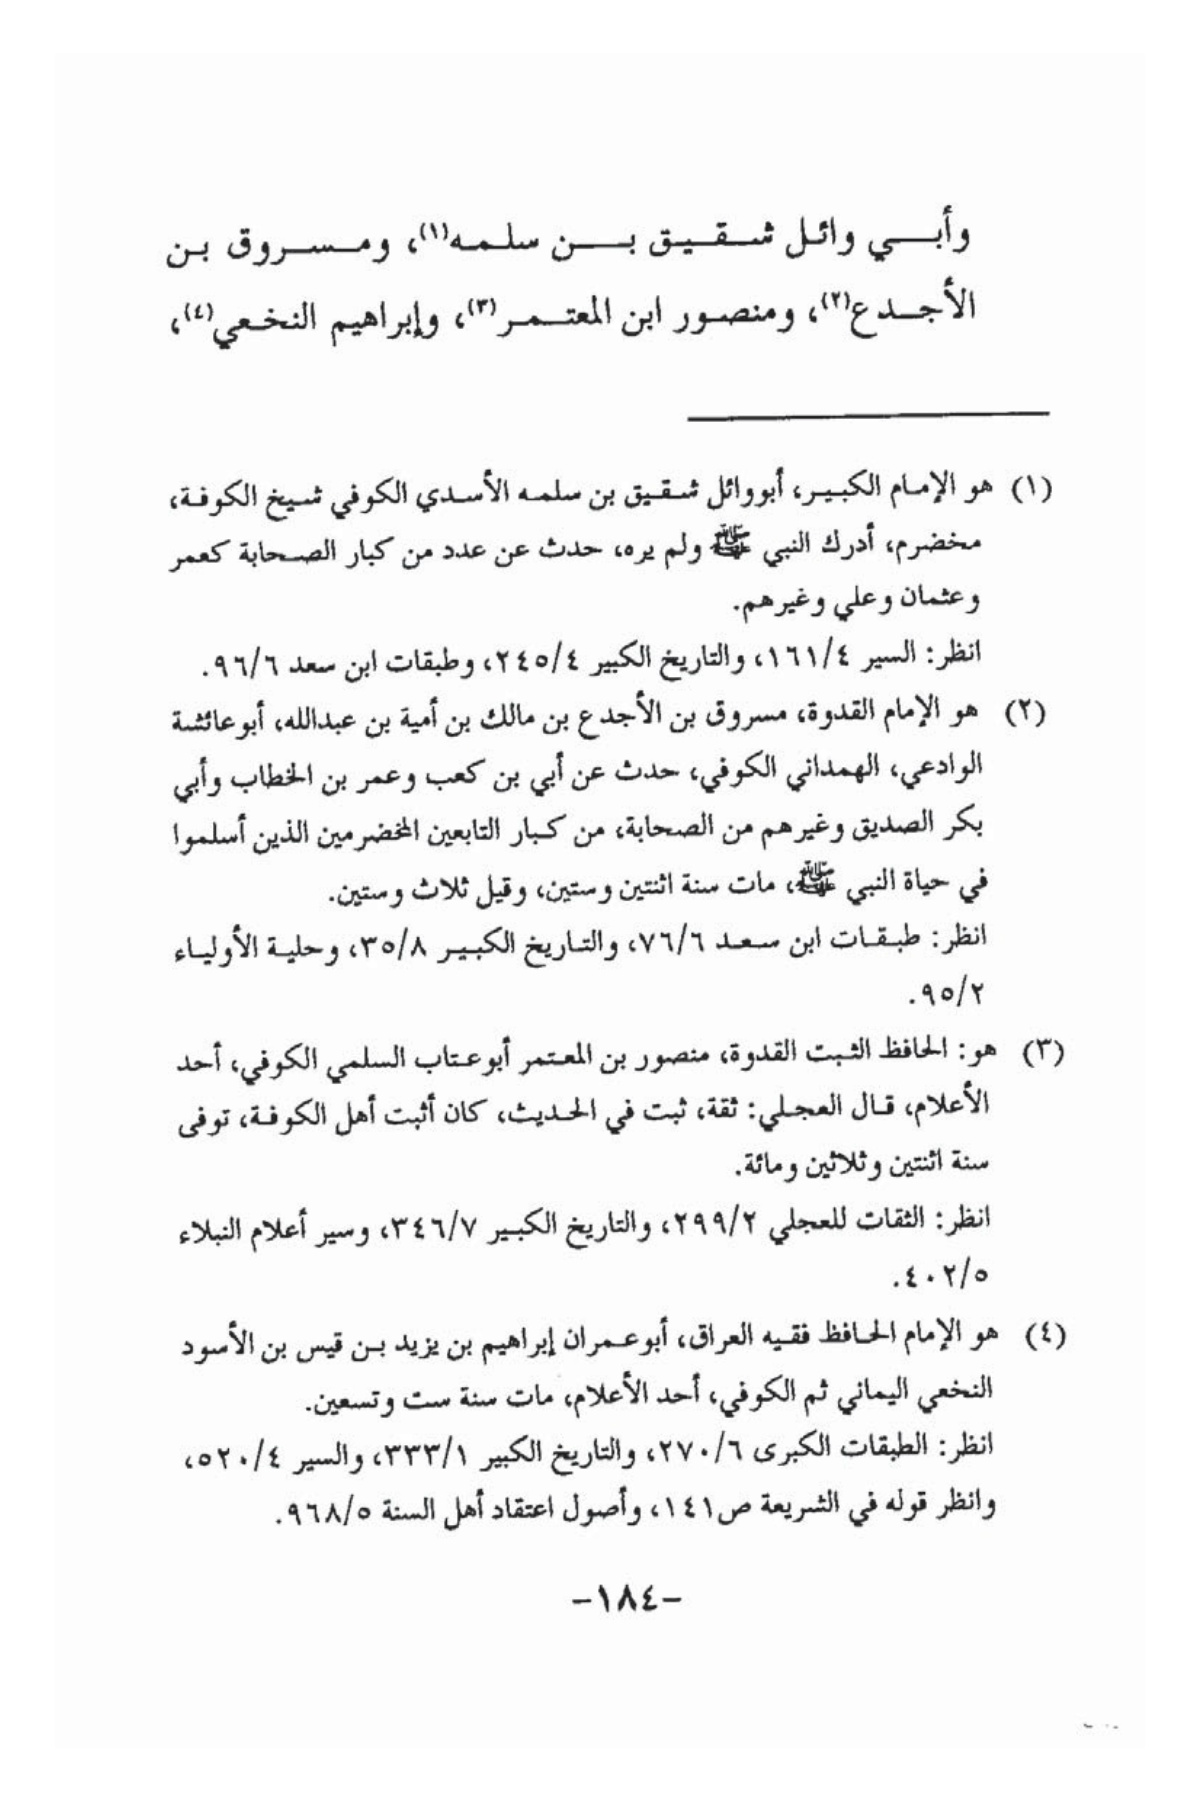 وأبي وائل شقيق بن سلمه(١)، ومسروق بن
الأجدع(٢)، ومنصور ابن المعتمر(٣)، وإبراهيم النخعي(٤)،
(١) هو الإمام الكبير، أبووائل شقيق بن سلمه الأسدي الكوفي شيخ الكوفة،
مخضرم، أدرك النبي ﷺ ولم يره، حدث عن عدد من كبار الصحابة كعمر
وعثمان وعلي وغيرهم.
انظر: السير ١٦١/٤، والتاريخ الكبير ٢٤٥/٤، وطبقات ابن سعد ٩٦/٦.
(٢) هو الإمام القدوة، مسروق بن الأجدع بن مالك بن أمية بن عبدالله، أبوعائشة
الوادعي، الهمداني الكوفي، حدث عن أبي بن كعب وعمر بن الخطاب وأبي
بكر الصديق وغيرهم من الصحابة، من كبار التابعين المخضرمين الذين أسلموا
في حياة النبي ﷺ، مات سنة اثنتين وستين، وقيل ثلاث وستين.
انظر: طبقات ابن سعد ٧٦/٦، والتاريخ الكبير ٣٥/٨، وحلية الأولياء
٩٥/٢.
(٣) هو: الحافظ الثبت القدوة، منصور بن المعتمر أبوعتاب السلمي الكوفي، أحد
الأعلام، قال العجلي: ثقة، ثبت في الحديث، كان أثبت أهل الكوفة، توفى
سنة اثنتين وثلاثين ومائة.
انظر: الثقات للعجلي ٢٩٩/٢، والتاريخ الكبير ٣٤٦/٧، وسير أعلام النبلاء
٤٠٢/٥.
(٤) هو الإمام الحافظ فقيه العراق، أبوعمران إبراهيم بن يزيد بن قيس بن الأسود
النخعي اليماني ثم الكوفي، أحد الأعلام، مات سنة ست وتسعين.
انظر: الطبقات الكبرى ٢٧٠/٦، والتاريخ الكبير ٣٣٣/١، والسير ٥٢٠/٤،
وانظر قوله في الشريعة ص١٤١، وأصول اعتقاد أهل السنة ٩٦٨/٥.
-١٨٤-